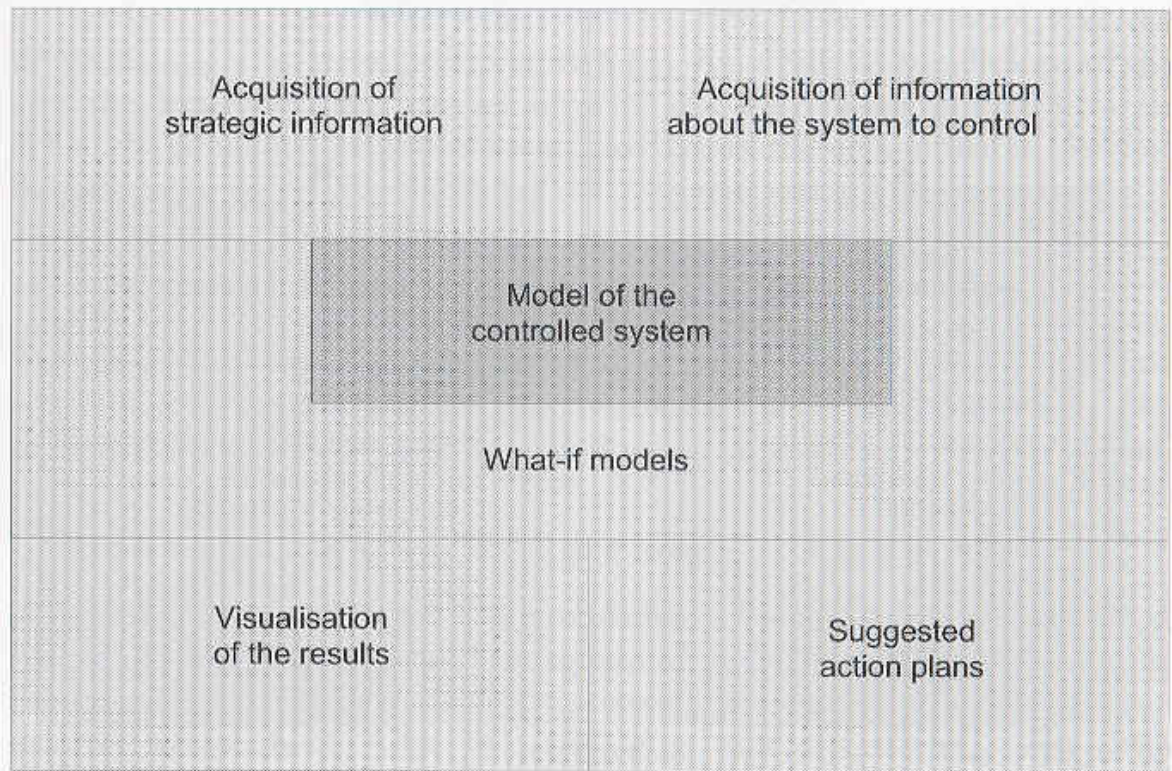 Acquisition of
strategic information
Acquisition of information
about the system to control
Model of the
controlled system
What-if models
Visualisation
of the results
Suggested
action plans